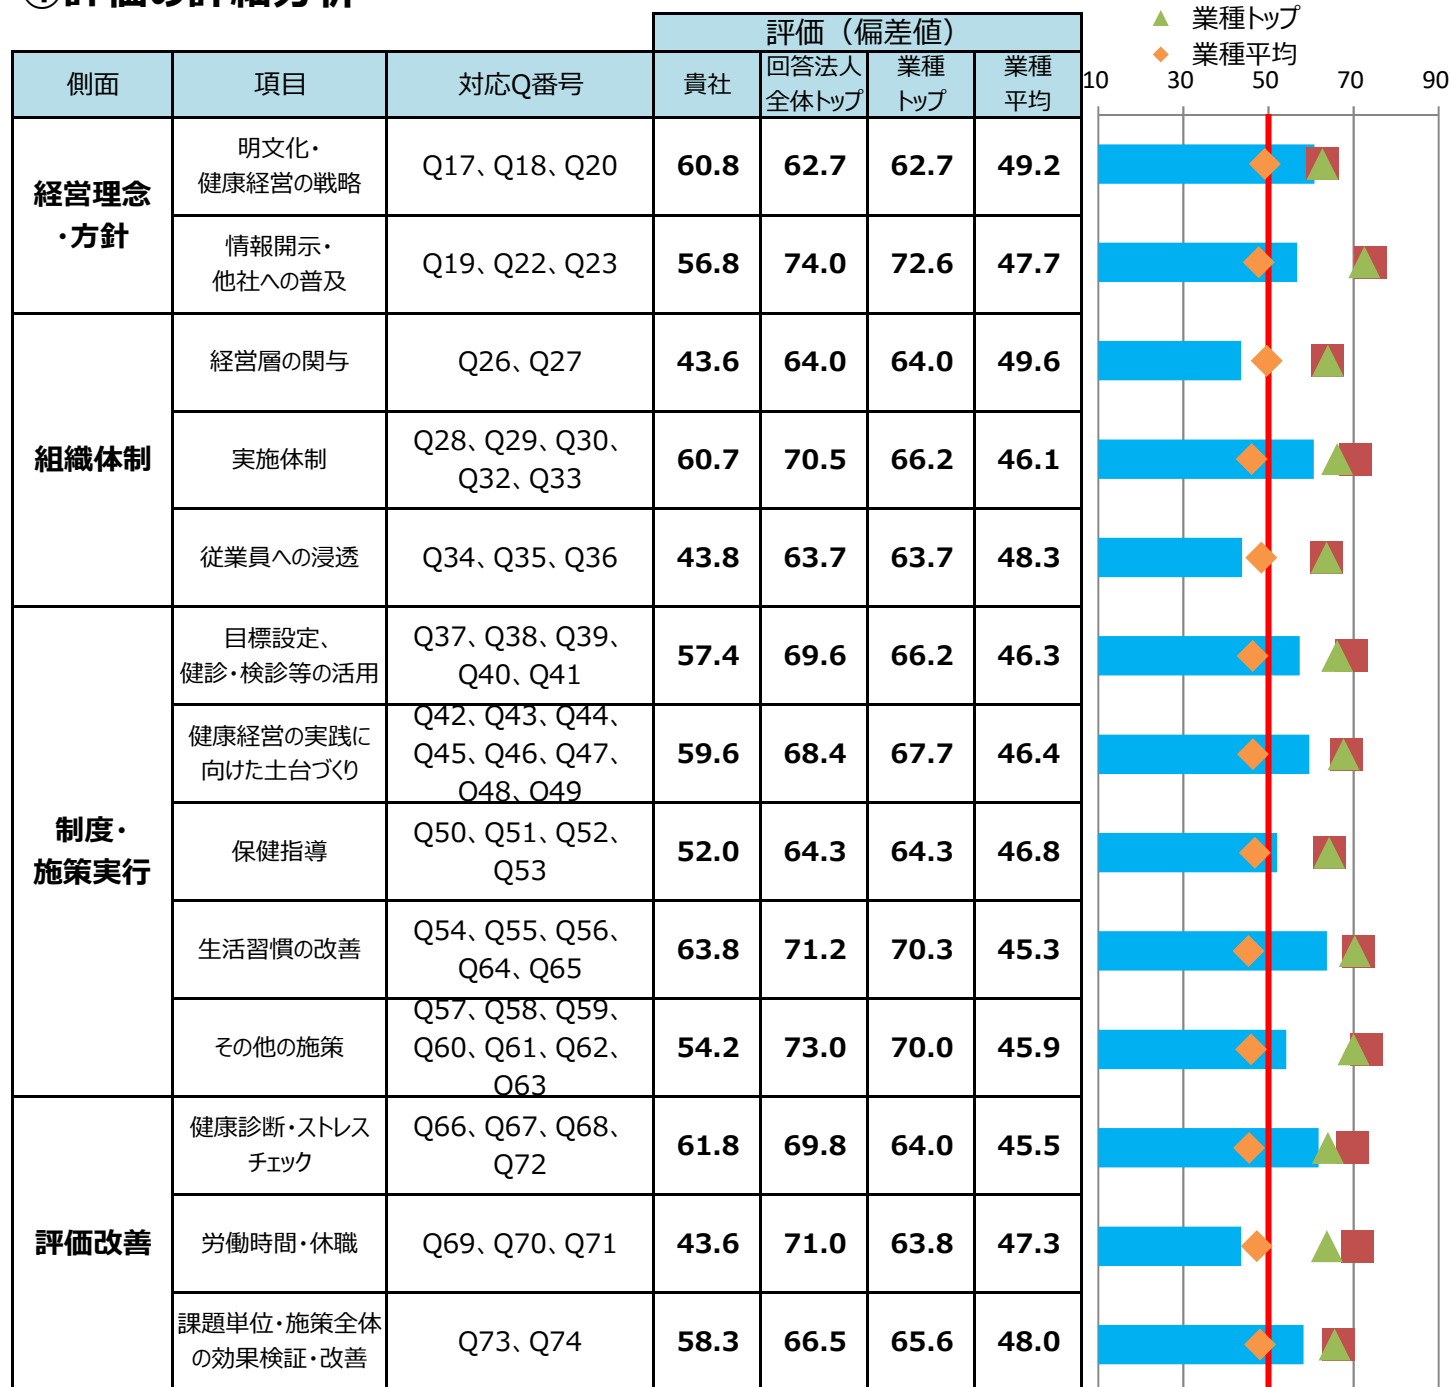 ①評価の詳細分析
▲ 業種トップ
◆ 業種平均
評価（偏差値）
側面 項目 対応Q番号 貴社 回答法人 業種 業種
全体トップ トップ 平均
10 30 50 70 90
経営理念
・方針
明文化・
健康経営の戦略
Q17、Q18、Q20 60.8 62.7 62.7 49.2
情報開示・
他社への普及
Q19、Q22、Q23 56.8 74.0 72.6 47.7
組織体制
経営層の関与 Q26、Q27 43.6 64.0 64.0 49.6
実施体制
Q28、Q29、Q30、
Q32、Q33
60.7 70.5 66.2 46.1
従業員への浸透 Q34、Q35、Q36 43.8 63.7 63.7 48.3
制度・
施策実行
目標設定、
健診・検診等の活用
Q37、Q38、Q39、
Q40、Q41
57.4 69.6 66.2 46.3
健康経営の実践に
向けた土台づくり
Q42、Q43、Q44、
Q45、Q46、Q47、
Q48、Q49
59.6 68.4 67.7 46.4
保健指導
Q50、Q51、Q52、
Q53
52.0 64.3 64.3 46.8
生活習慣の改善
Q54、Q55、Q56、
Q64、Q65
63.8 71.2 70.3 45.3
その他の施策
Q57、Q58、Q59、
Q60、Q61、Q62、
Q63
54.2 73.0 70.0 45.9
評価改善
健康診断・ストレス
チェック
Q66、Q67、Q68、
Q72
61.8 69.8 64.0 45.5
労働時間・休職 Q69、Q70、Q71 43.6 71.0 63.8 47.3
課題単位・施策全体
の効果検証・改善
Q73、Q74 58.3 66.5 65.6 48.0